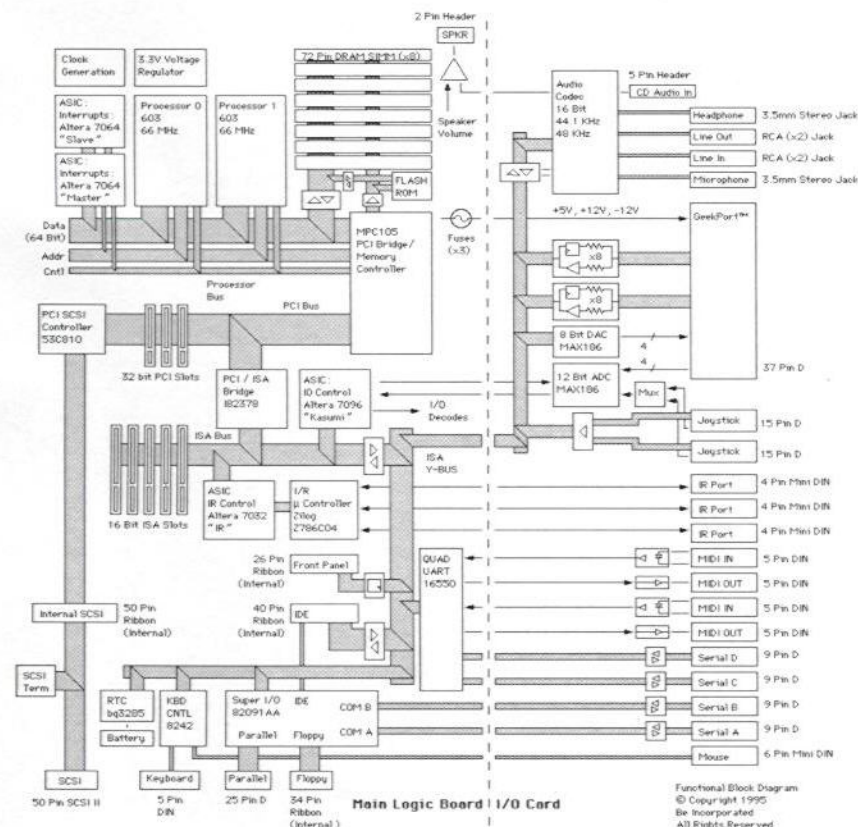 2 Pin Header
SPKR
Speaker
Volume
Clock
Generation
3.3V Voltage
Regulator
72 Pin DRAM SIMM (x8)
Audio
Codec
16 Bit
44.1 KHz
48 KHz
5 Pin Header
CD Audio In
Headphone
3.5mm Stereo Jack
Line Out
RCA (x2) Jack
Line In
RCA (x2) Jack
Microphone
3.5mm Stereo Jack
ASIC:
Interrupts:
Altera 7064
"Slave"
ASIC:
Interrupts:
Altera 7064
"Master"
Processor 0
603
66 MHz
Processor 1
603
66 MHz
FLASH
ROM
Data
(64 Bit)
Addr
Cntl
Processor
Bus
MPC105
PCI Bridge/
Memory
Controller
Fuses
(x3)
+5V, +12V, -12V
GeekPort™
x8
x8
8 Bit DAC
MAX186
4
4
12 Bit ADC
MAX186
Mux
37 Pin D
PCI SCSI
Controller
53C810
PCI Bus
32 bit PCI Slots
PCI / ISA
Bridge
I82378
ASIC:
IO Control
Altera 7096
"Kasumi"
I/O
Decodes
Joystick
15 Pin D
Joystick
15 Pin D
ISA Bus
ISA
Y-BUS
16 Bit ISA Slots
ASIC
IR Control
Altera 7032
"IR"
I/R
µ Controller
Zilog
Z786C04
IR Port
4 Pin Mini DIN
IR Port
4 Pin Mini DIN
IR Port
4 Pin Mini DIN
26 Pin
Ribbon
(Internal)
Front Panel
QUAD
UART
16550
MIDI IN
5 Pin DIN
MIDI OUT
5 Pin DIN
MIDI IN
5 Pin DIN
MIDI OUT
5 Pin DIN
Internal SCSI
50 Pin
Ribbon
(Internal)
40 Pin
Ribbon
(Internal)
IDE
Serial D
9 Pin D
Serial C
9 Pin D
Serial B
9 Pin D
Serial A
9 Pin D
Mouse
6 Pin Mini DIN
SCSI
Term
RTC
bq3285
Battery
KBD
CNTL
8242
Super I/O
82091AA
IDE
COM B
COM A
Parallel
Floppy
SCSI
50 Pin SCSI II
Keyboard
5 Pin
DIN
Parallel
25 Pin D
Floppy
34 Pin
Ribbon
(Internal)
Main Logic Board
I/O Card
Functional Block Diagram
© Copyright 1995
Be Incorporated
All Rights Reserved